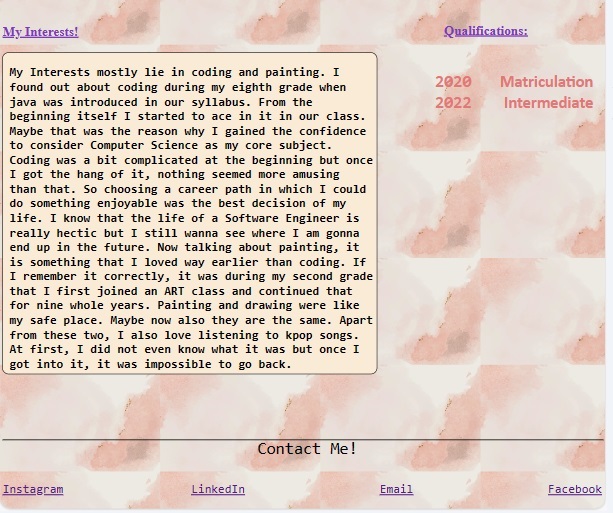 My Interests!
My Interests mostly lie in coding and painting. I
found out about coding during my eighth grade when
java was introduced in our syllabus. From the
beginning itself I started to ace in it in our class.
Maybe that was the reason why I gained the confidence
to consider Computer Science as my core subject.
Coding was a bit complicated at the beginning but once
I got the hang of it, nothing seemed more amusing
than that. So choosing a career path in which I could
do something enjoyable was the best decision of my
life. I know that the life of a Software Engineer is
really hectic but I still wanna see where I am gonna
end up in the future. Now talking about painting, it
is something that I loved way earlier than coding. If
I remember it correctly, it was during my second grade
that I first joined an ART class and continued that
for nine whole years. Painting and drawing were like
my safe place. Maybe now also they are the same. Apart
from these two, I also love listening to kpop songs.
At first, I did not even know what it was but once I
got into it, it was impossible to go back.
Qualifications:
2020 Matriculation
2022 Intermediate
Contact Me!
Instagram LinkedIn Email Facebook